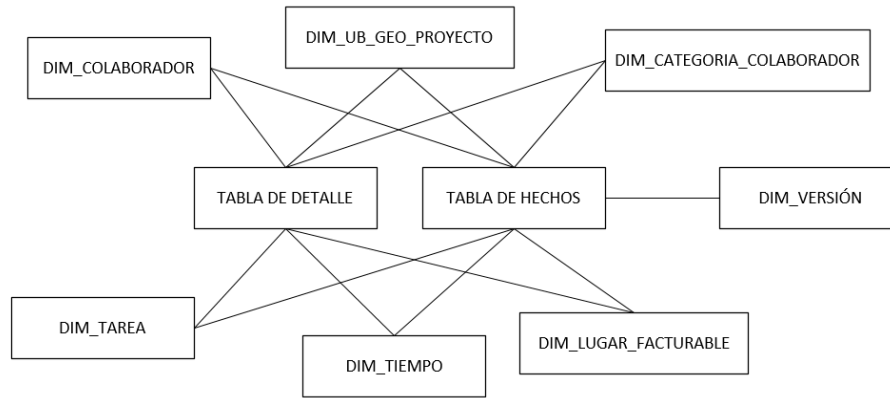 DIM_UB_GEO_PROYECTO
DIM_COLABORADOR
DIM_CATEGORIA_COLABORADOR
TABLA DE DETALLE
TABLA DE HECHOS
DIM_VERSIÓN
DIM_TAREA
DIM_TIEMPO
DIM_LUGAR_FACTURABLE